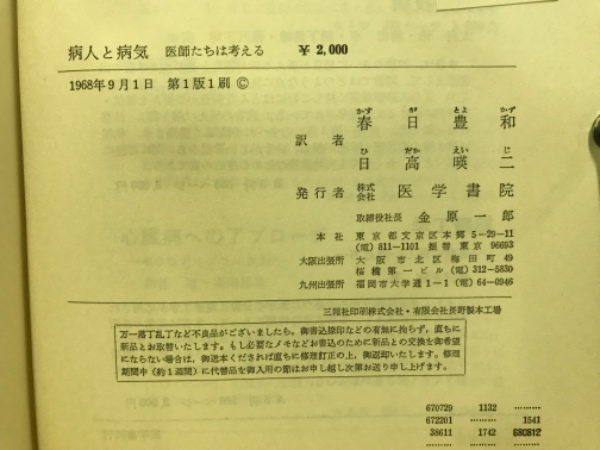 病人と病気 医師たちは考える ¥ 2,000
1968年9月1日 第1版1刷 ©
訳者
かす が とよ かず
春日豊和
ひ だか えい じ
日高暎二
発行者 株式会社 医学書院
取締役社長 金原一郎
本社 東京都文京区本郷5-29-11
(電) 811-1101 振替東京 96693
大阪出張所 大阪市北区梅田町49
桜橋第一ビル(電) 312-5830
九州出張所 福岡市大学通1-1 (電) 64-0946
三報社印刷株式会社・有限会社長野製本工場
万一落丁乱丁など不良品がございましたら,御書込捺印などの有無に拘らず,直ちに
新品とお取替いたします。もし必要なメモなどお書込のために新品との交換を御希望
にならない場合は,御送本くだされば直ちに修理訂正の上,御返却いたします。修理
期間中(約1週間)に代替品を御入用の節はお申し越し次第お送り申し上げます。
670729 1132 ………
672201 ……… 1541
38611 1742 680812